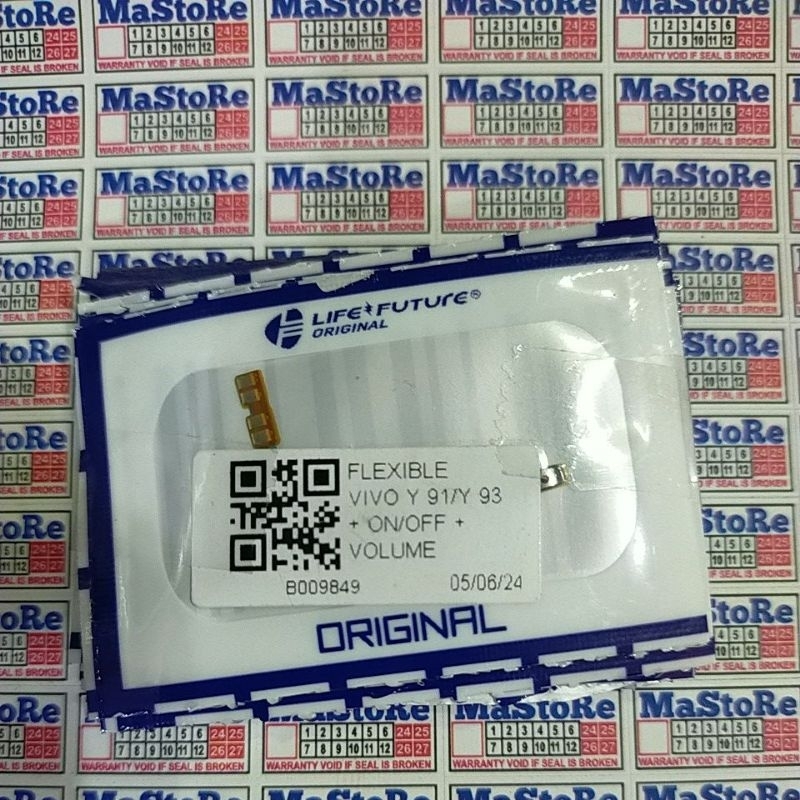 MaStoRe
1 2 3 4 5 6 24 25
7 8 9 10 11 12 26 27
WARRANTY VOID IF SEAL IS BROKEN
LIFE FUTURE®
ORIGINAL
FLEXIBLE
VIVO Y 91/Y 93
+ ON/OFF +
VOLUME
B009849 05/06/24
ORIGINAL